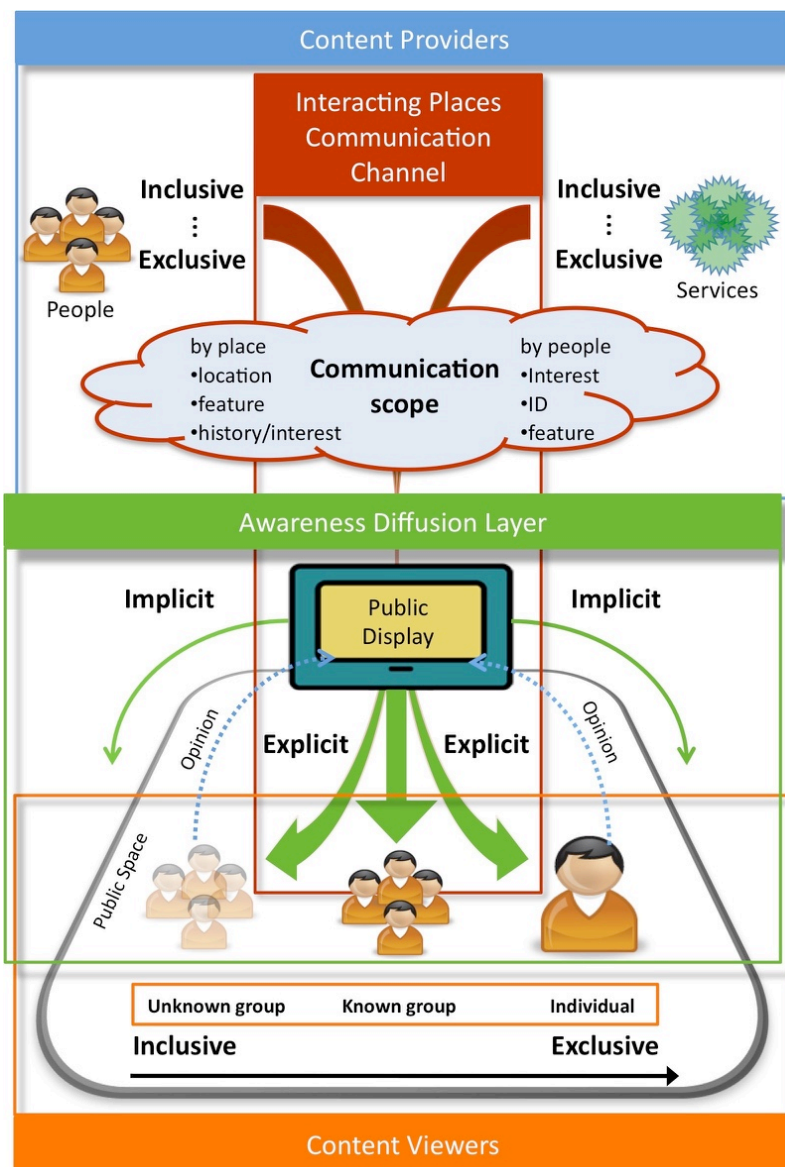 Content Providers
Interacting Places
Communication
Channel
Inclusive
⋮
Exclusive
People
Inclusive
⋮
Exclusive
Services
by place
•location
•feature
•history/interest
Communication
scope
by people
•Interest
•ID
•feature
Awareness Diffusion Layer
Implicit
Public
Display
Implicit
Opinion
Explicit
Explicit
Opinion
Public Space
Unknown group Known group Individual
Inclusive Exclusive
Content Viewers